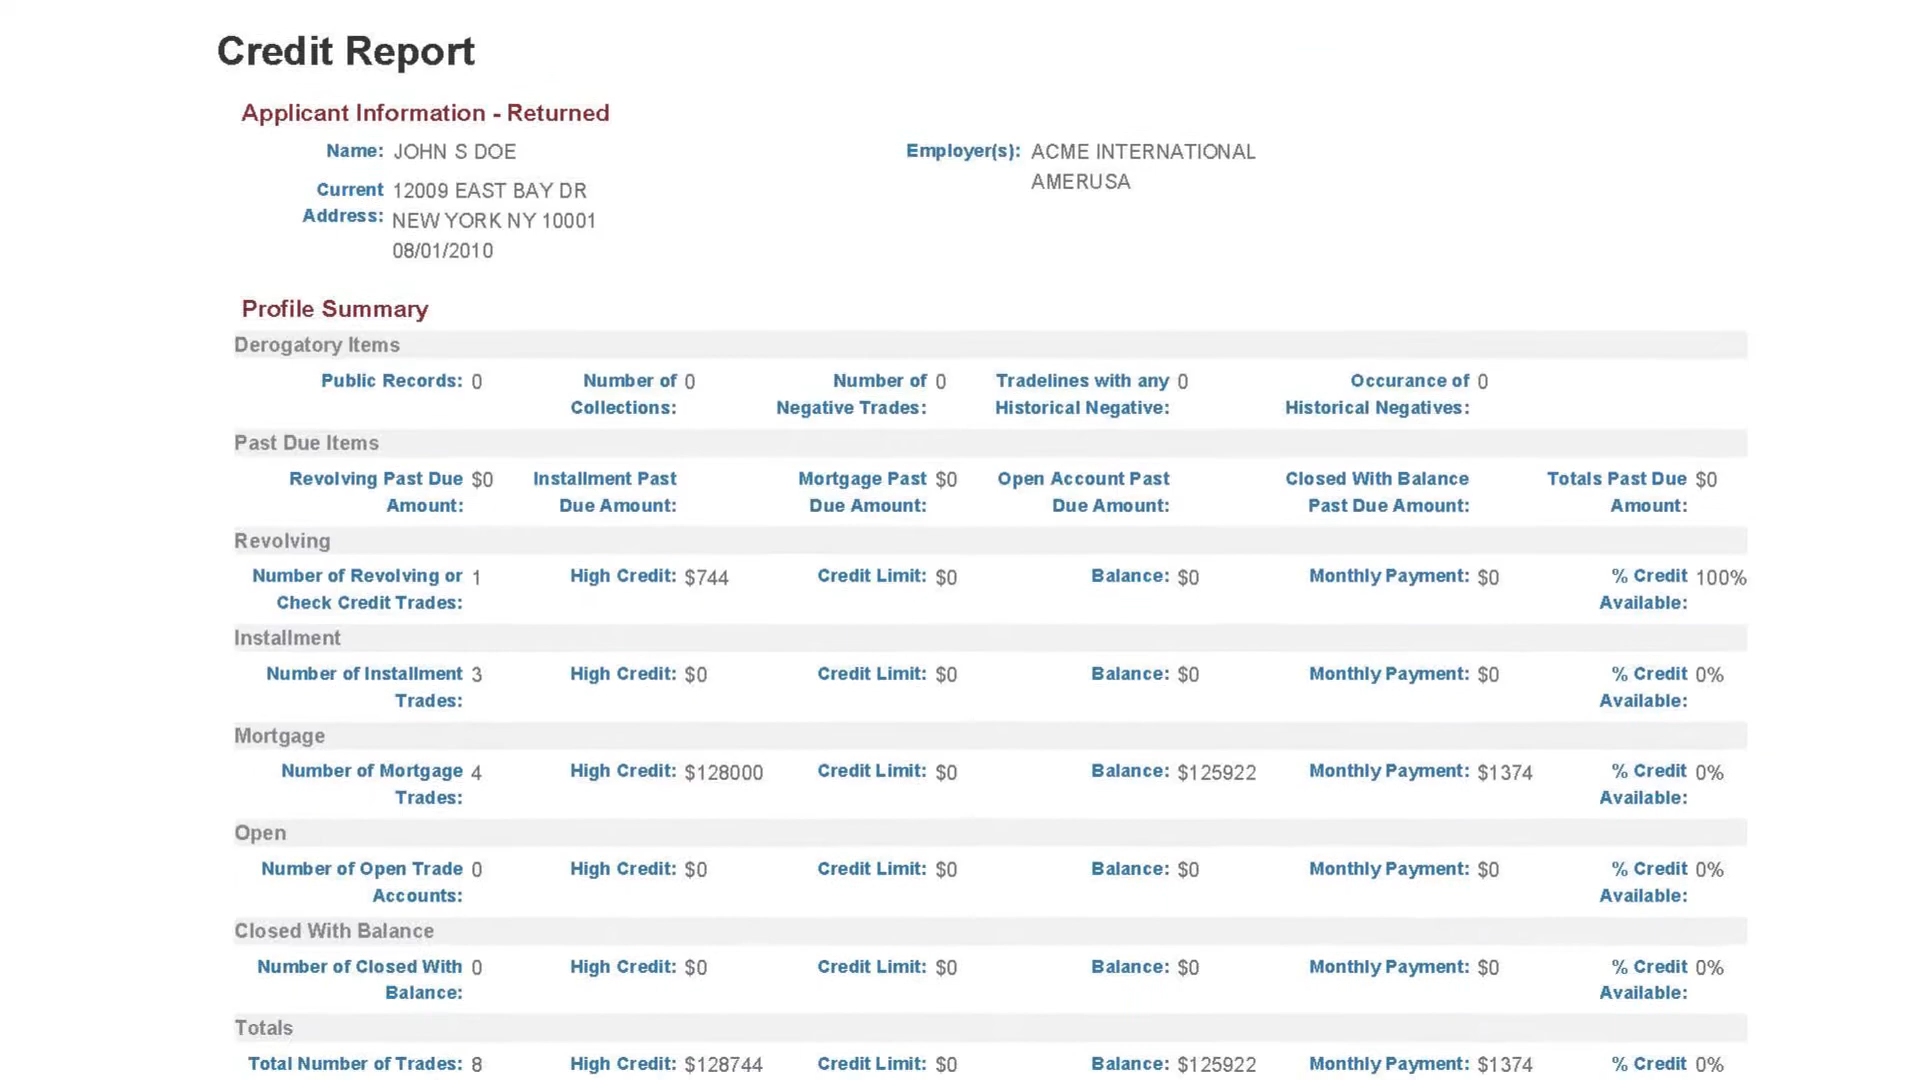 Credit Report
Applicant Information - Returned
Name: JOHN S DOE Employer(s): ACME INTERNATIONAL
AMERUSA
Current 12009 EAST BAY DR
Address: NEW YORK NY 10001
08/01/2010
Profile Summary
Derogatory Items
Public Records: 0 Number of 0 Number of 0 Tradelines with any 0 Occurance of 0
Collections: Negative Trades: Historical Negative: Historical Negatives:
Past Due Items
Revolving Past Due $0 Installment Past Mortgage Past $0 Open Account Past Closed With Balance Totals Past Due $0
Amount: Due Amount: Due Amount: Due Amount: Past Due Amount: Amount:
Revolving
Number of Revolving or 1 High Credit: $744 Credit Limit: $0 Balance: $0 Monthly Payment: $0 % Credit 100%
Check Credit Trades: Available:
Installment
Number of Installment 3 High Credit: $0 Credit Limit: $0 Balance: $0 Monthly Payment: $0 % Credit 0%
Trades: Available:
Mortgage
Number of Mortgage 4 High Credit: $128000 Credit Limit: $0 Balance: $125922 Monthly Payment: $1374 % Credit 0%
Trades: Available:
Open
Number of Open Trade 0 High Credit: $0 Credit Limit: $0 Balance: $0 Monthly Payment: $0 % Credit 0%
Accounts: Available:
Closed With Balance
Number of Closed With 0 High Credit: $0 Credit Limit: $0 Balance: $0 Monthly Payment: $0 % Credit 0%
Balance: Available:
Totals
Total Number of Trades: 8 High Credit: $128744 Credit Limit: $0 Balance: $125922 Monthly Payment: $1374 % Credit 0%